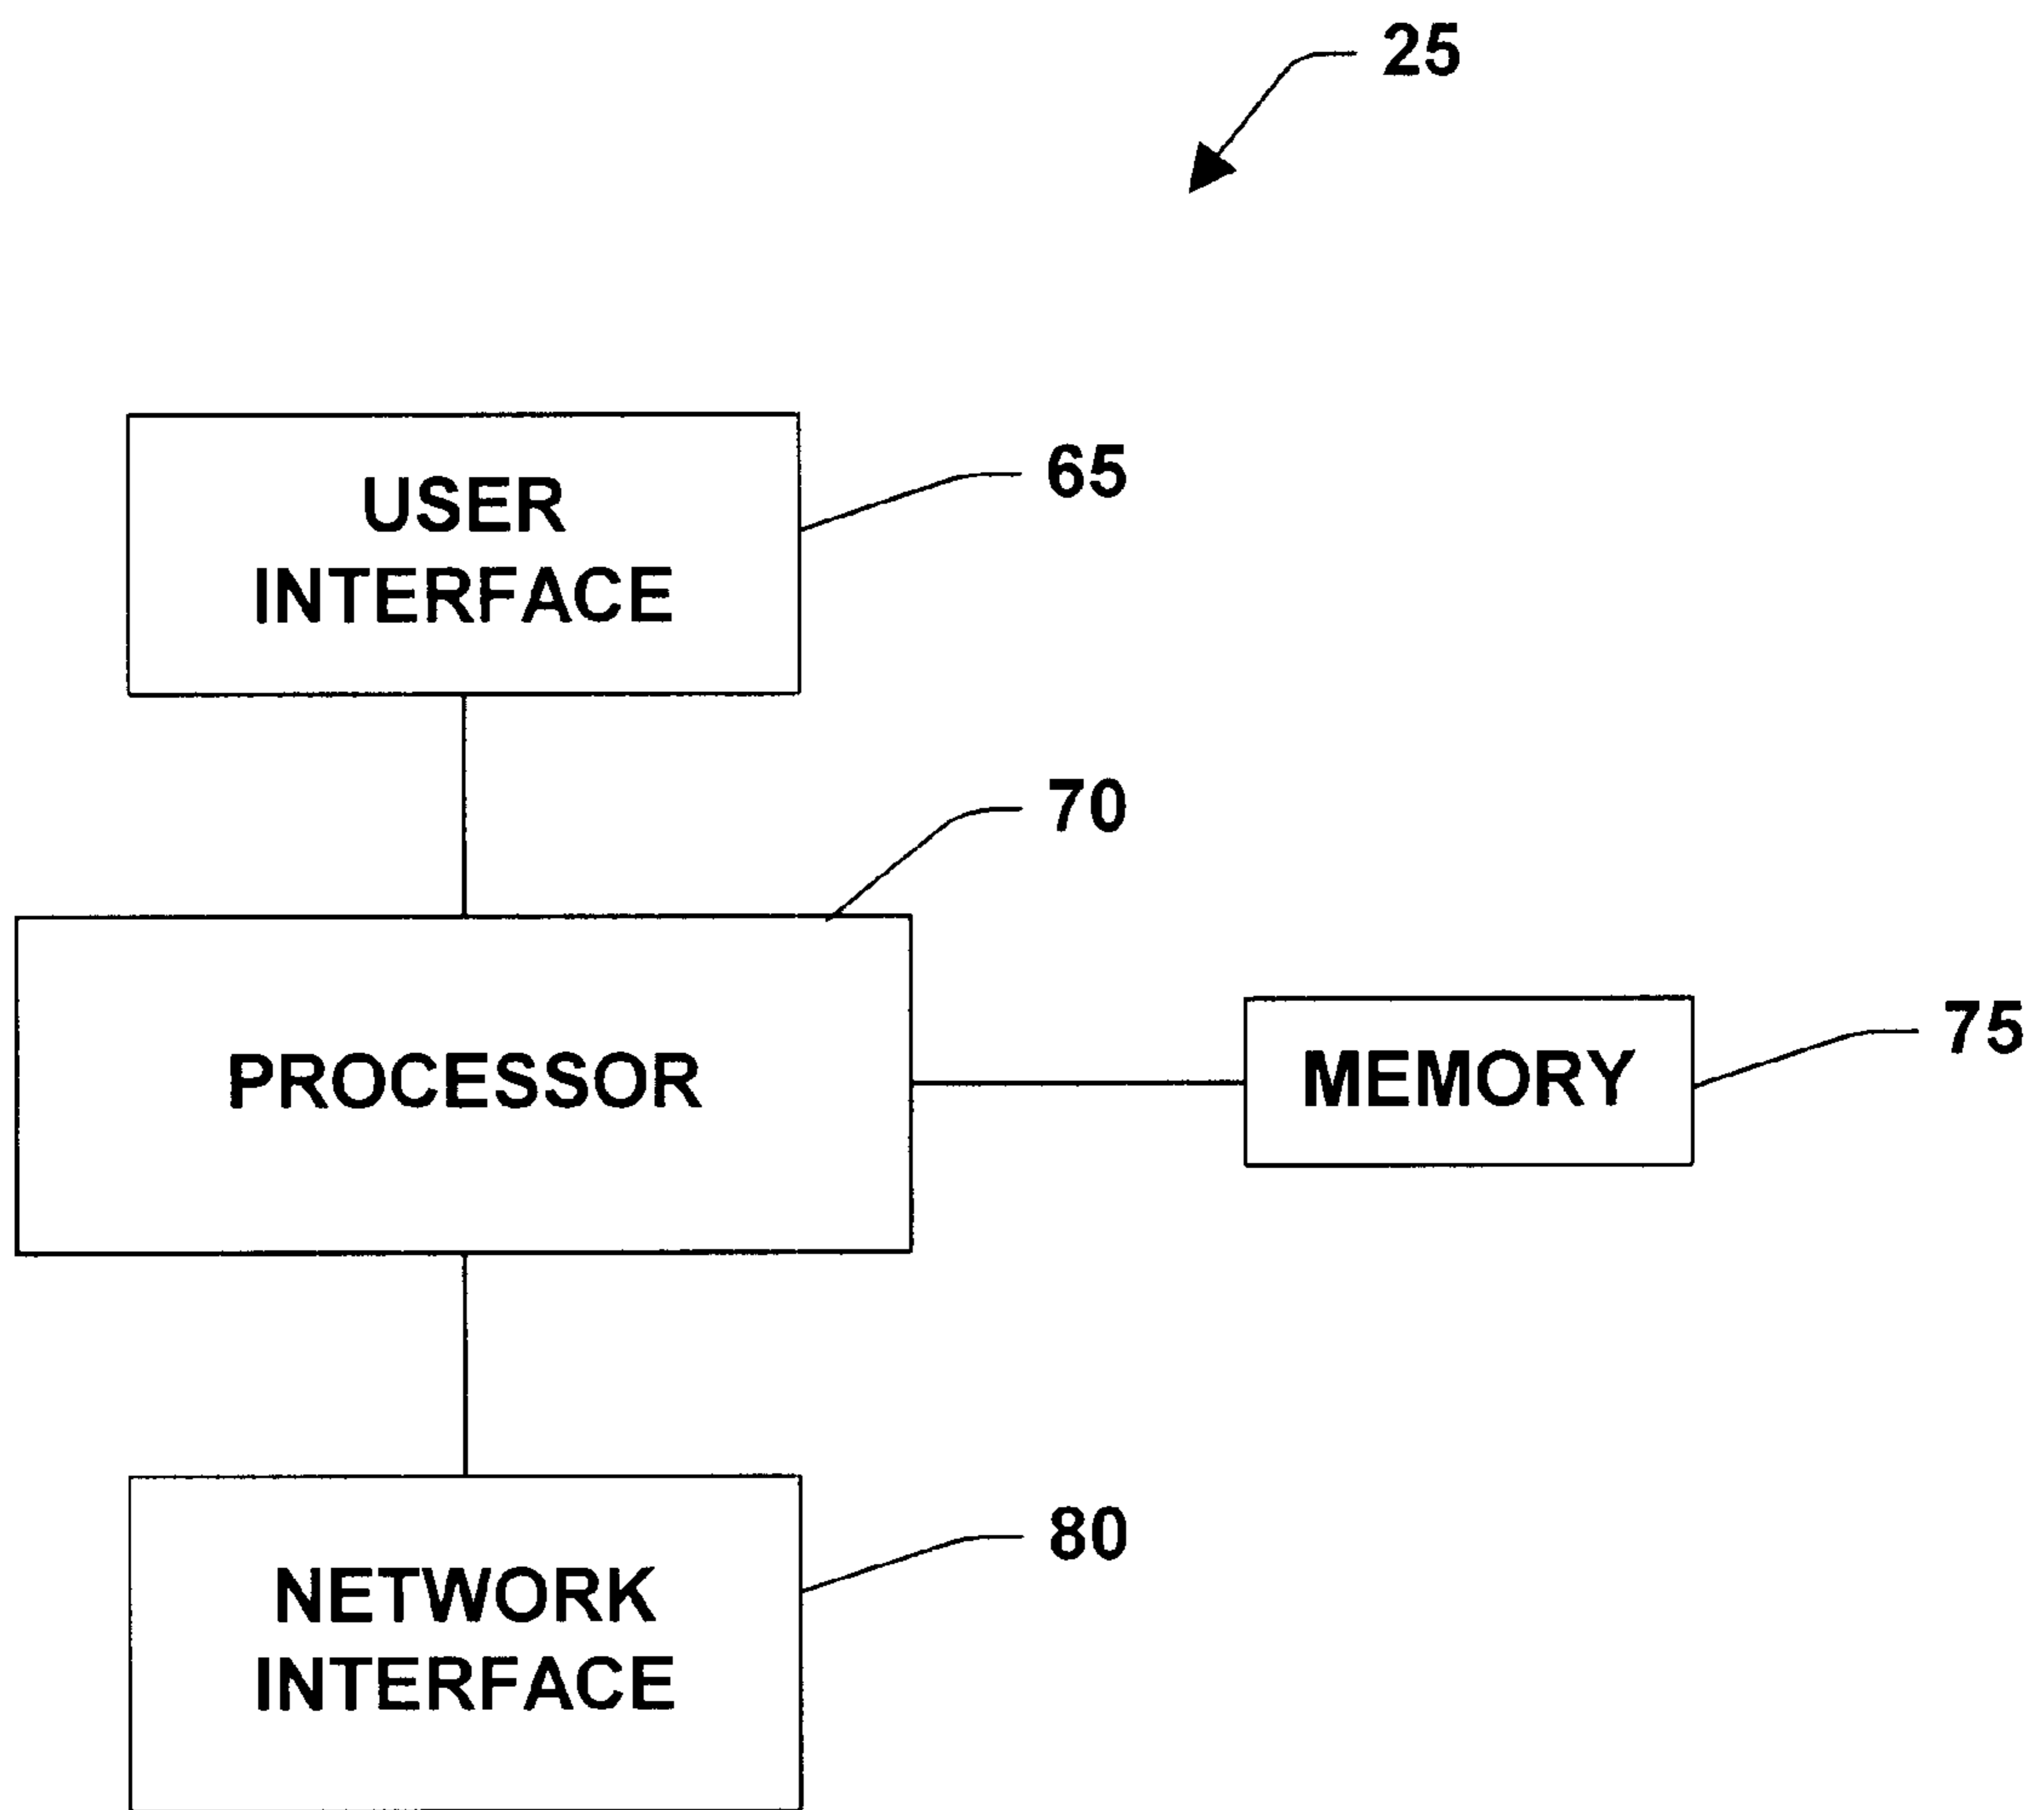 25
USER
INTERFACE
65
70
PROCESSOR
MEMORY
75
NETWORK
INTERFACE
80